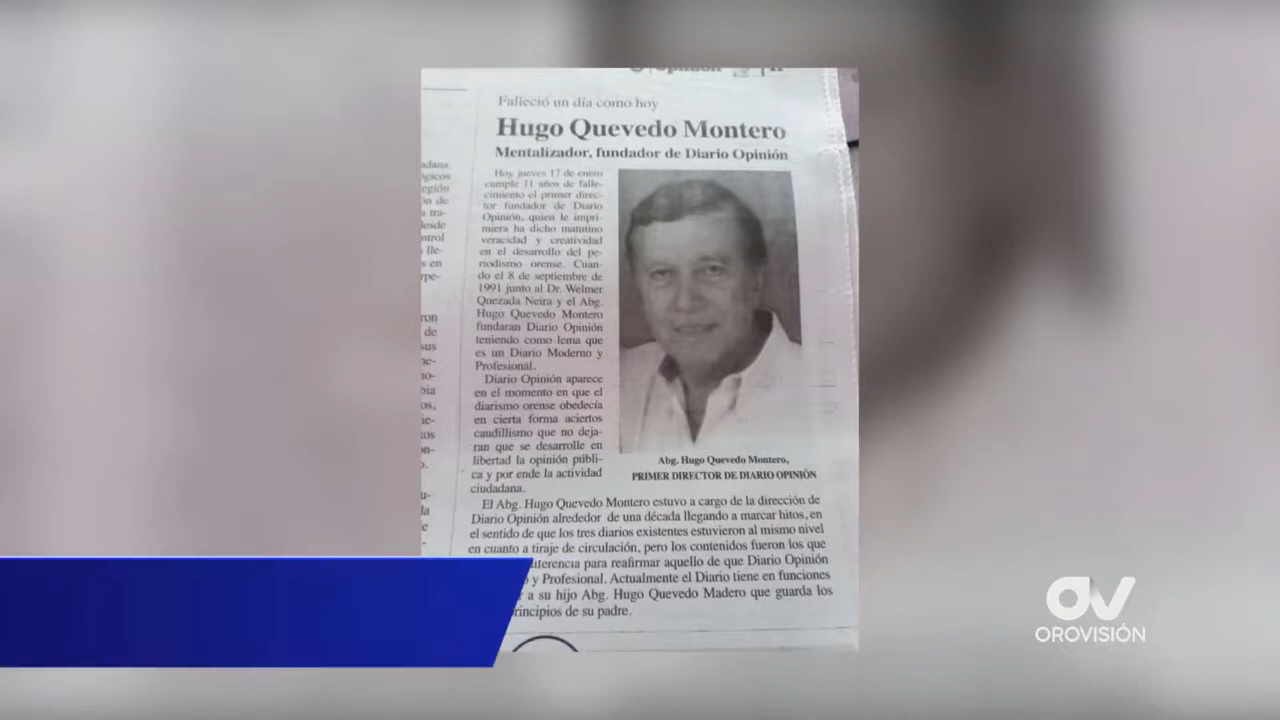 Opinión
Falleció un día como hoy
Hugo Quevedo Montero
Mentalizador, fundador de Diario Opinión
Hoy jueves 17 de enero
cumple 11 años de falle-
cimiento el primer direc-
tor fundador de Diario
Opinión, quien le impri-
miera ha dicho matutino
veracidad y creatividad
en el desarrollo del pe-
riodismo orense. Cuan-
do el 8 de septiembre de
1991 junto al Dr. Welmer
Quezada Neira y el Abg.
Hugo Quevedo Montero
fundaran Diario Opinión
teniendo como lema que
es un Diario Moderno y
Profesional.
Diario Opinión aparece
en el momento en que el
diarismo orense obedecía
en cierta forma aciertos
caudillismo que no deja-
ran que se desarrolle en
libertad la opinión públi-
ca y por ende la actividad
ciudadana.
Abg. Hugo Quevedo Montero,
PRIMER DIRECTOR DE DIARIO OPINIÓN
El Abg. Hugo Quevedo Montero estuvo a cargo de la dirección de
Diario Opinión alrededor de una década llegando a marcar hitos, en
el sentido de que los tres diarios existentes estuvieron al mismo nivel
en cuanto a tiraje de circulación, pero los contenidos fueron los que
diferencia para reafirmar aquello de que Diario Opinión
y Profesional. Actualmente el Diario tiene en funciones
a su hijo Abg. Hugo Quevedo Madero que guarda los
principios de su padre.
OV
OROVISIÓN